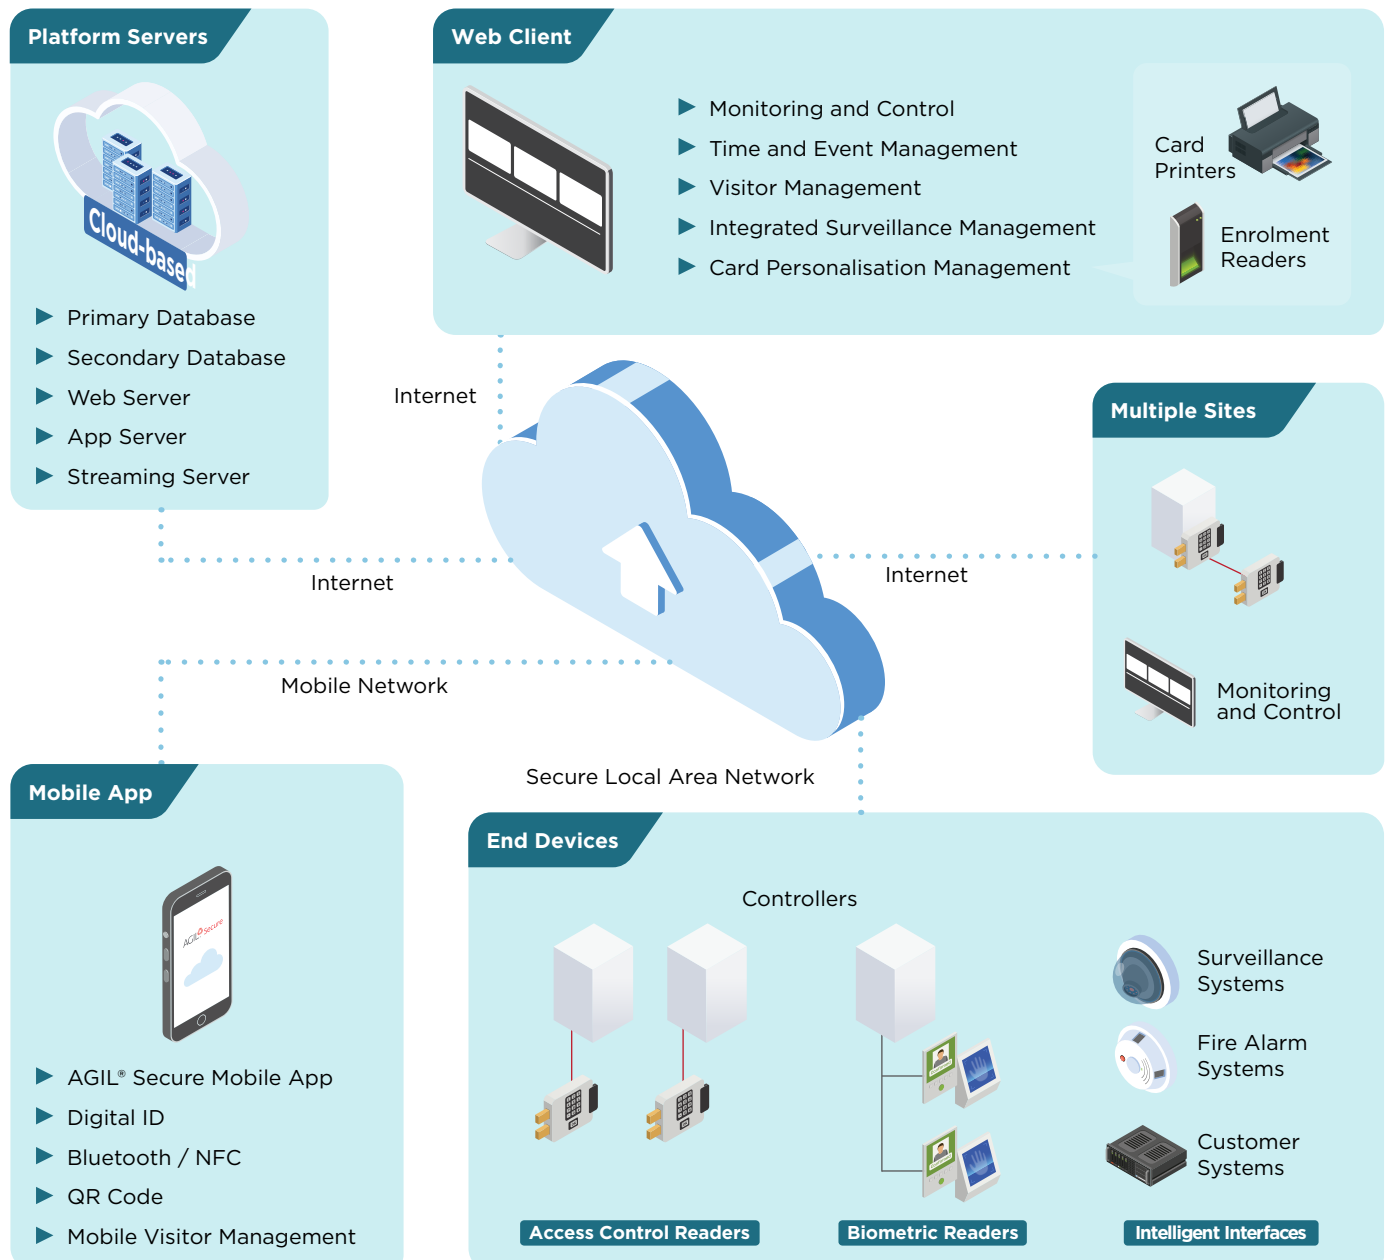 Platform Servers
Cloud-based
Primary Database
Secondary Database
Web Server
App Server
Streaming Server
Web Client
Monitoring and Control
Time and Event Management
Visitor Management
Integrated Surveillance Management
Card Personalisation Management
Card
Printers
Enrolment
Readers
Internet
Internet
Internet
Mobile Network
Secure Local Area Network
Multiple Sites
Monitoring
and Control
Mobile App
AGIL Secure
AGIL® Secure Mobile App
Digital ID
Bluetooth / NFC
QR Code
Mobile Visitor Management
End Devices
Controllers
Surveillance
Systems
Fire Alarm
Systems
Customer
Systems
Access Control Readers
Biometric Readers
Intelligent Interfaces